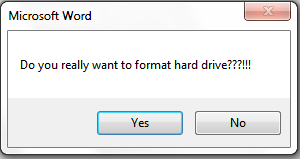 Microsoft Word
Do you really want to format hard drive???!!!
Yes
No